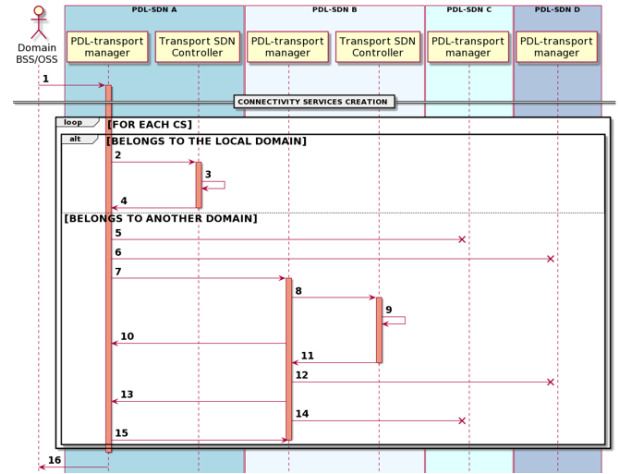 PDL-SDN A
PDL-SDN B
PDL-SDN C
PDL-SDN D
Domain
BSS/OSS
PDL-transport
manager
Transport SDN
Controller
PDL-transport
manager
Transport SDN
Controller
PDL-transport
manager
PDL-transport
manager
1
CONNECTIVITY SERVICES CREATION
loop
[FOR EACH CS]
alt
[BELONGS TO THE LOCAL DOMAIN]
2
3
4
[BELONGS TO ANOTHER DOMAIN]
5
6
7
8
9
10
11
12
13
14
15
16